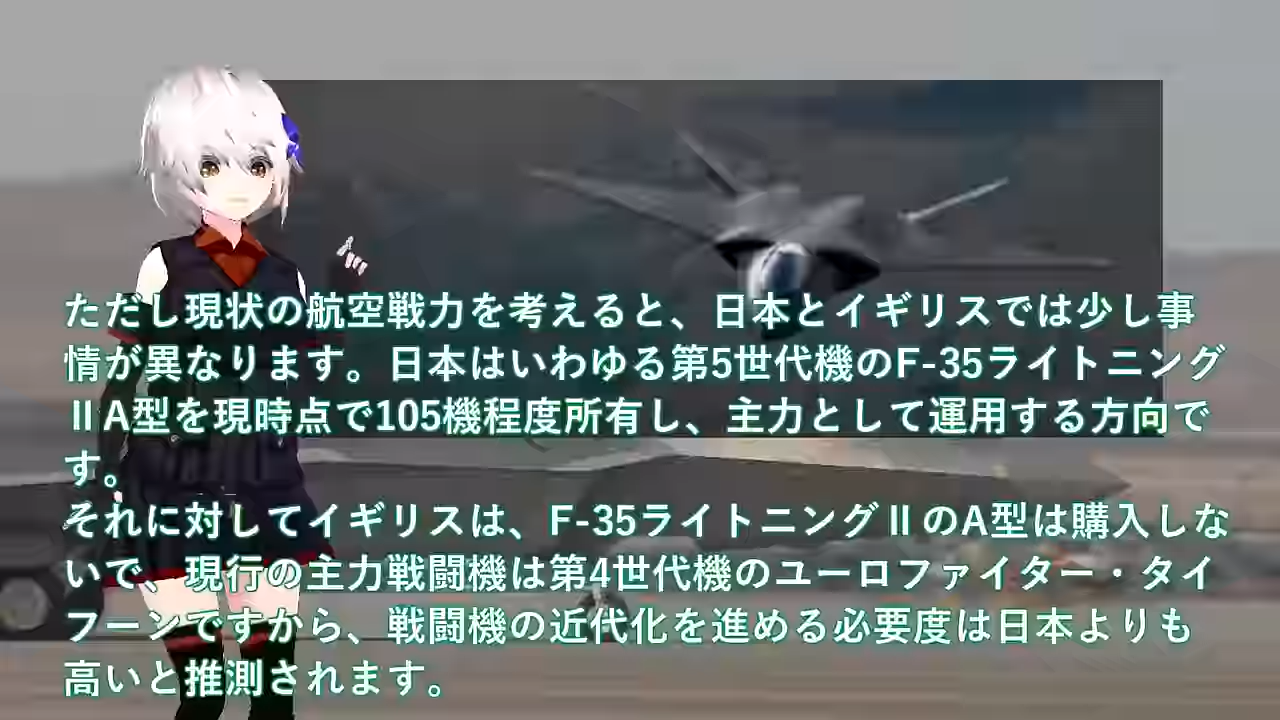 ただし現状の航空戦力を考えると、日本とイギリスでは少し事
情が異なります。日本はいわゆる第5世代機のF-35ライトニング
ⅡA型を現時点で105機程度所有し、主力として運用する方向で
す。
それに対してイギリスは、F-35ライトニングⅡのA型は購入しな
いで、現行の主力戦闘機は第4世代機のユーロファイター・タイ
フーンですから、戦闘機の近代化を進める必要度は日本よりも
高いと推測されます。